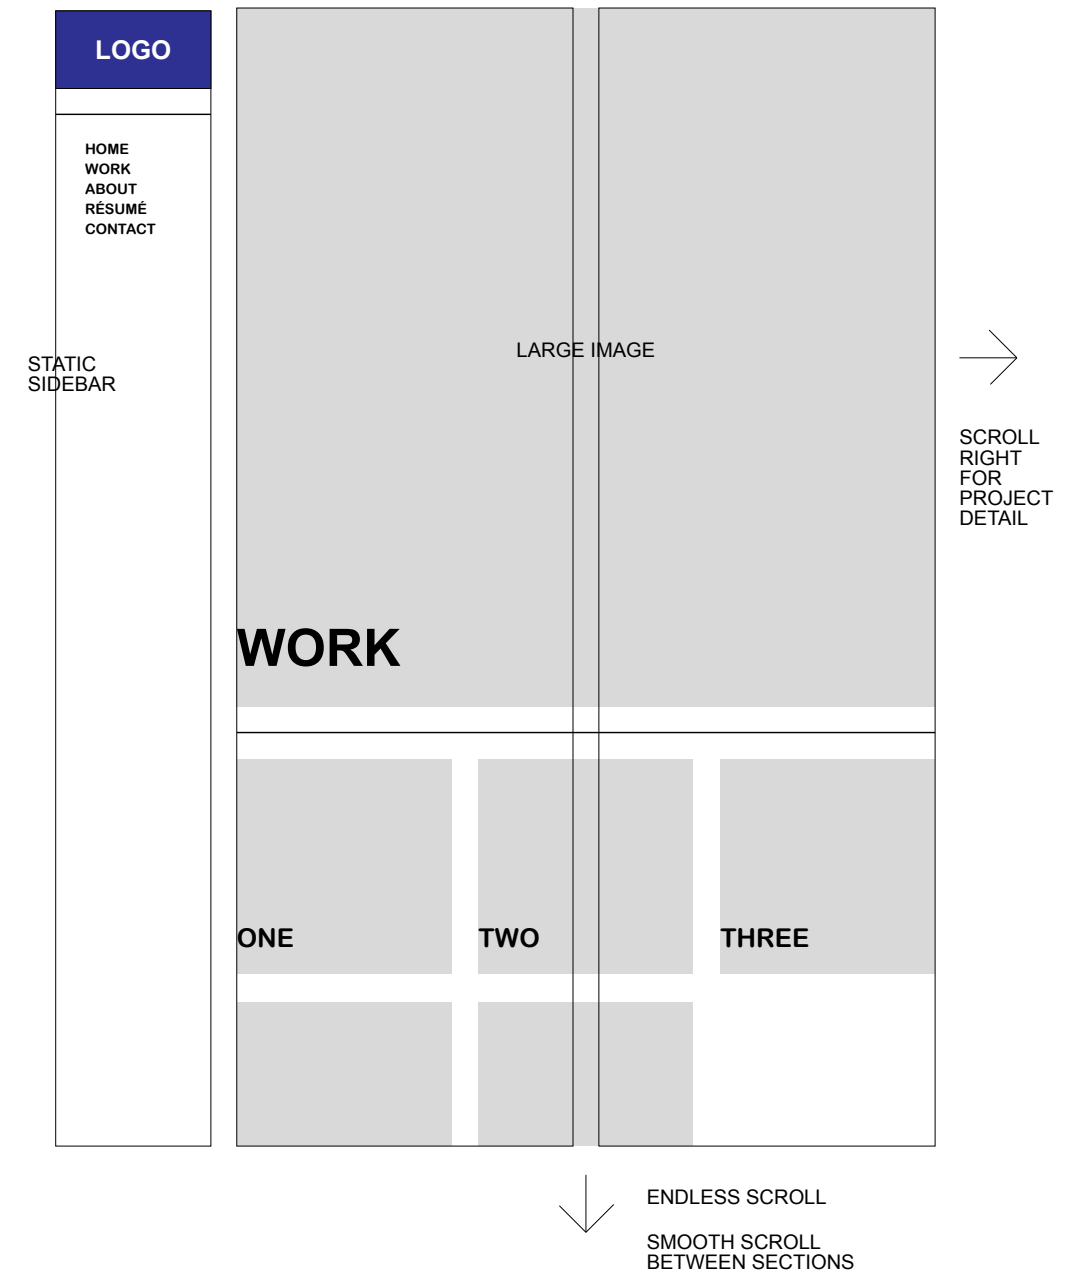 LOGO
HOME
WORK
ABOUT
RÉSUMÉ
CONTACT
STATIC
SIDEBAR
LARGE IMAGE
SCROLL
RIGHT
FOR
PROJECT
DETAIL
WORK
ONE
TWO
THREE
ENDLESS SCROLL
SMOOTH SCROLL
BETWEEN SECTIONS